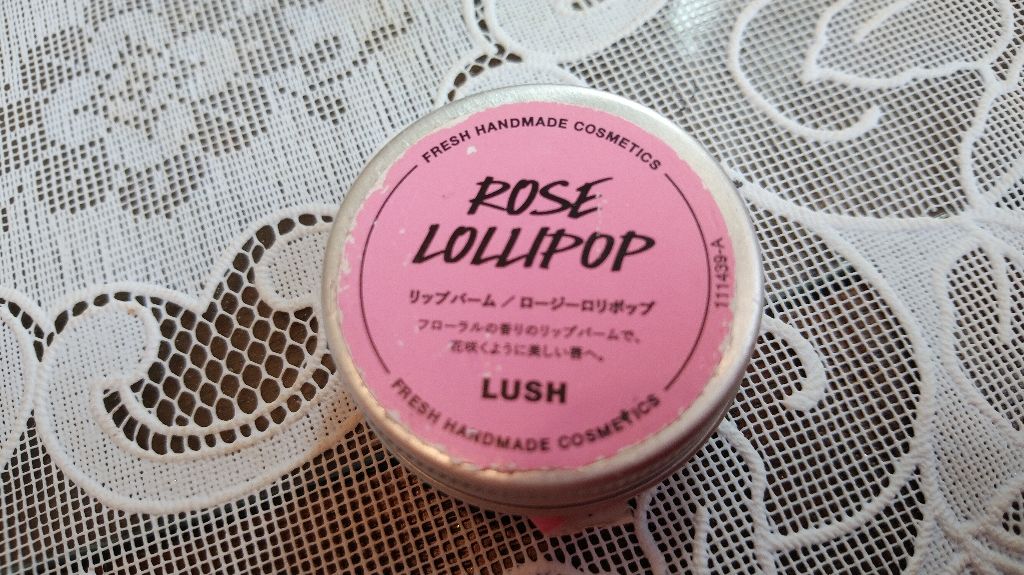 FRESH HANDMADE COSMETICS
ROSE
LOLLIPOP
リップバーム／ロージーロリポップ
フローラルの香りのリップバームで、
花咲くように美しい唇へ。
LUSH
FRESH HANDMADE COSMETICS
111439-A